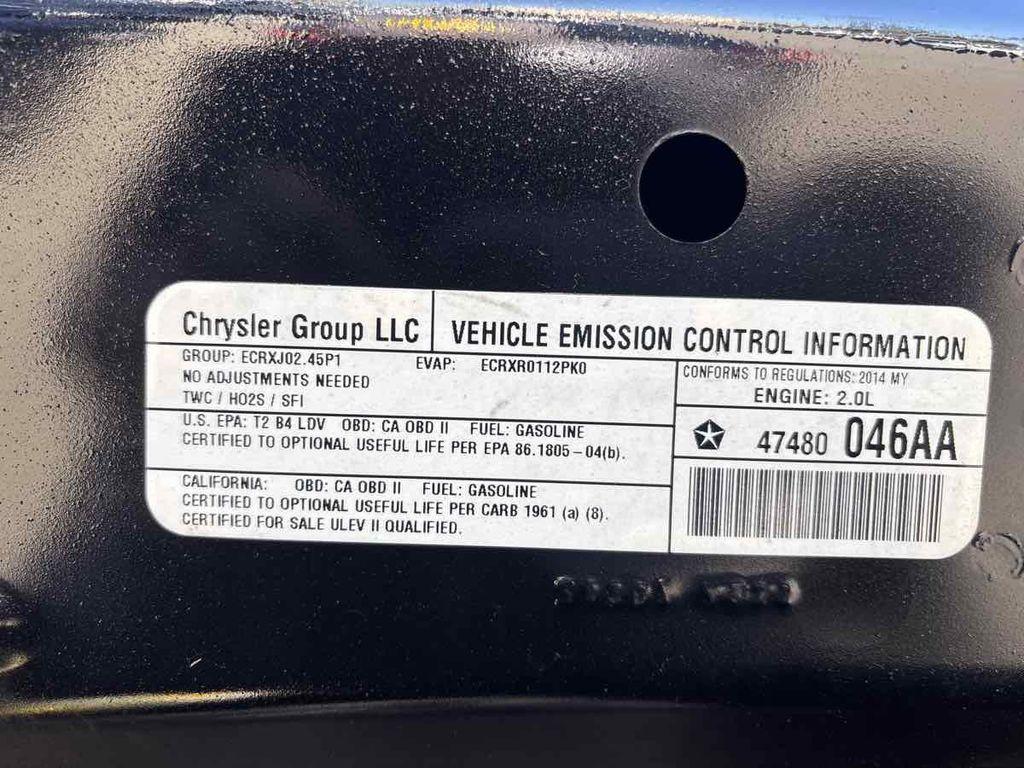 Chrysler Group LLC
VEHICLE EMISSION CONTROL INFORMATION
GROUP: ECRXJ02.45P1 EVAP: ECRXR0112PK0
NO ADJUSTMENTS NEEDED
TWC / HO2S / SFI
CONFORMS TO REGULATIONS: 2014 MY
ENGINE: 2.0L
U.S. EPA: T2 B4 LDV OBD: CA OBD II FUEL: GASOLINE
CERTIFIED TO OPTIONAL USEFUL LIFE PER EPA 86.1805-04(b).
47480 046AA
CALIFORNIA: OBD: CA OBD II FUEL: GASOLINE
CERTIFIED TO OPTIONAL USEFUL LIFE PER CARB 1961 (a) (8).
CERTIFIED FOR SALE ULEV II QUALIFIED.